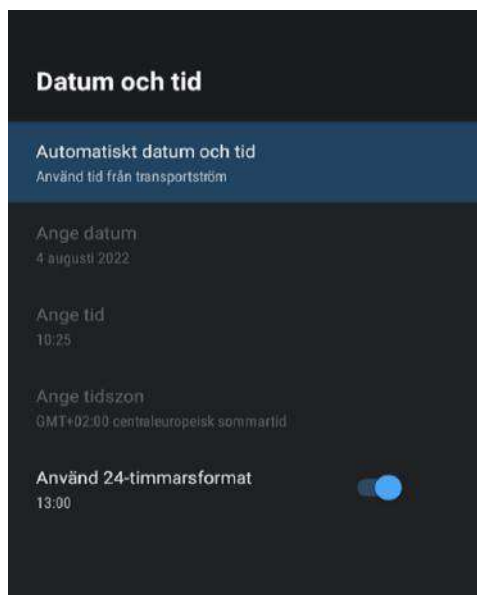 Datum och tid
Automatiskt datum och tid
Använd tid från transportström
Ange datum
4 augusti 2022
Ange tid
10:25
Ange tidszon
GMT+02:00 centraleuropeisk sommartid
Använd 24-timmarsformat
13:00